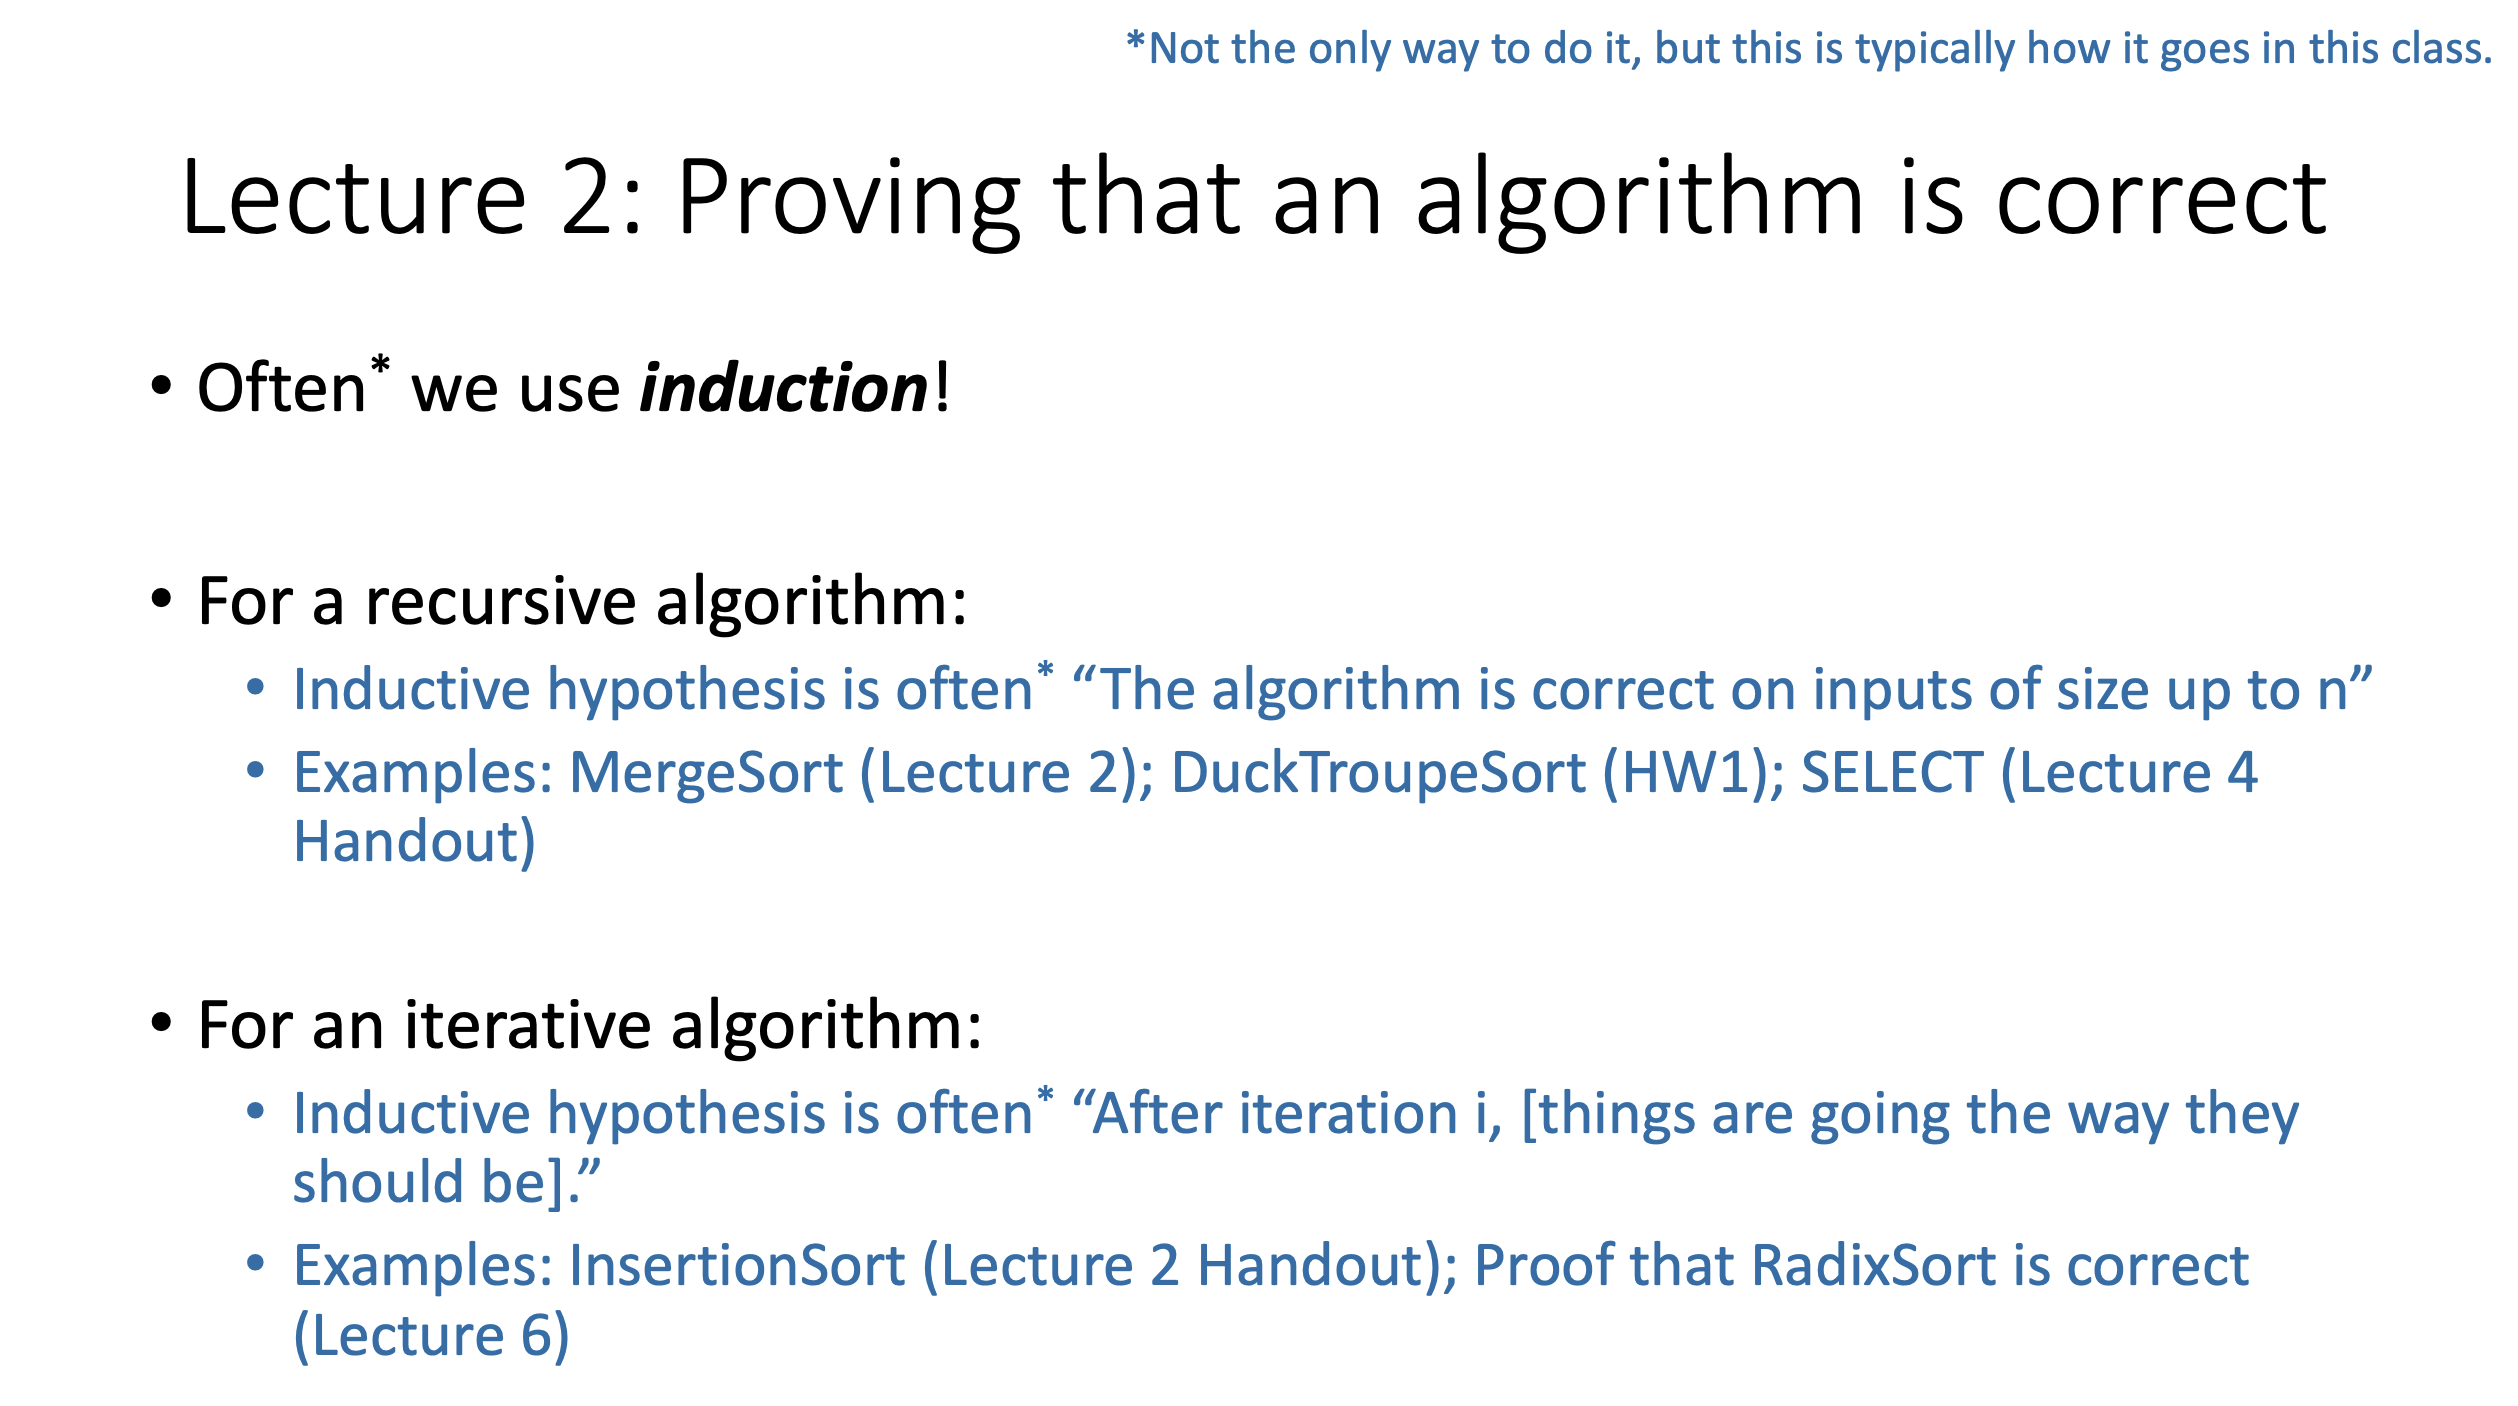 *Not the only way to do it, but this is typically how it goes in this class.
Lecture 2: Proving that an algorithm is correct
• Often* we use induction!
• For a recursive algorithm:
• Inductive hypothesis is often* “The algorithm is correct on inputs of size up to n”
• Examples: MergeSort (Lecture 2); DuckTroupeSort (HW1); SELECT (Lecture 4
Handout)
• For an iterative algorithm:
• Inductive hypothesis is often* “After iteration i, [things are going the way they
should be].”
• Examples: InsertionSort (Lecture 2 Handout); Proof that RadixSort is correct
(Lecture 6)